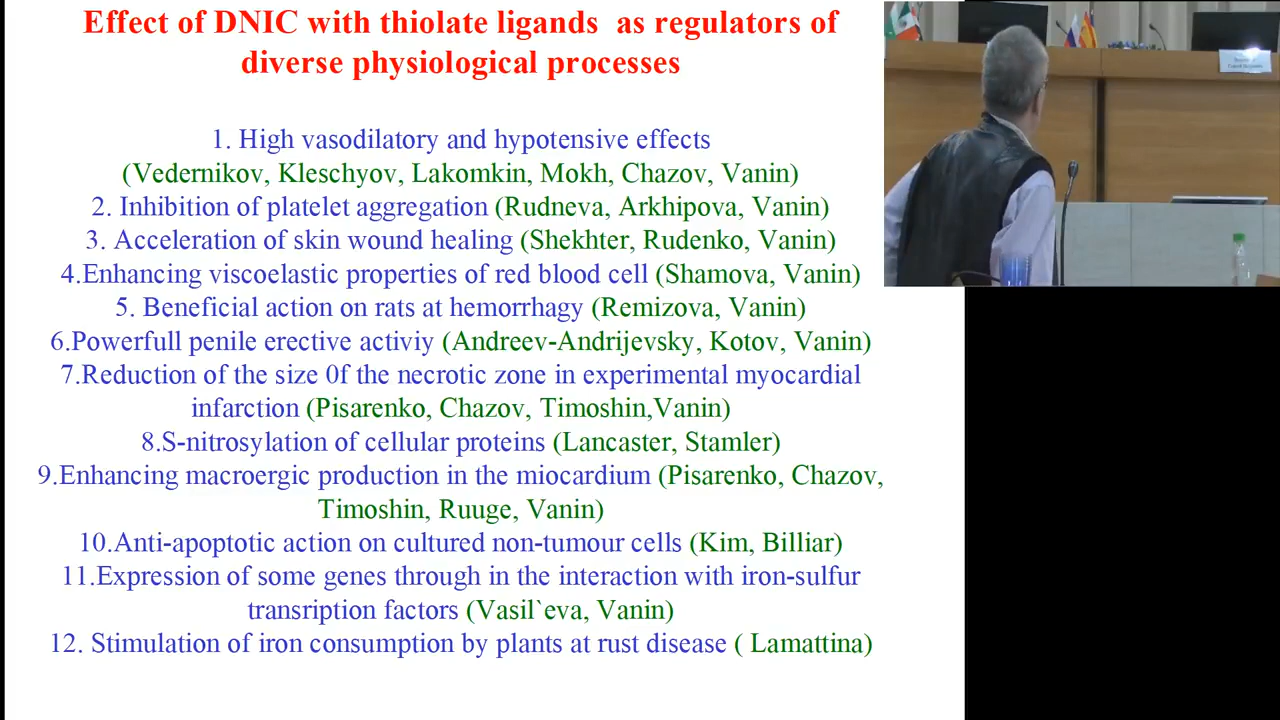 Effect of DNIC with thiolate ligands as regulators of
diverse physiological processes
1. High vasodilatory and hypotensive effects
(Vedernikov, Kleschyov, Lakomkin, Mokh, Chazov, Vanin)
2. Inhibition of platelet aggregation (Rudneva, Arkhipova, Vanin)
3. Acceleration of skin wound healing (Shekhter, Rudenko, Vanin)
4.Enhancing viscoelastic properties of red blood cell (Shamova, Vanin)
5. Beneficial action on rats at hemorrhagy (Remizova, Vanin)
6.Powerfull penile erective activiy (Andreev-Andrijevsky, Kotov, Vanin)
7.Reduction of the size 0f the necrotic zone in experimental myocardial
infarction (Pisarenko, Chazov, Timoshin,Vanin)
8.S-nitrosylation of cellular proteins (Lancaster, Stamler)
9.Enhancing macroergic production in the miocardium (Pisarenko, Chazov,
Timoshin, Ruuge, Vanin)
10.Anti-apoptotic action on cultured non-tumour cells (Kim, Billiar)
11.Expression of some genes through in the interaction with iron-sulfur
transription factors (Vasil`eva, Vanin)
12. Stimulation of iron consumption by plants at rust disease ( Lamattina)